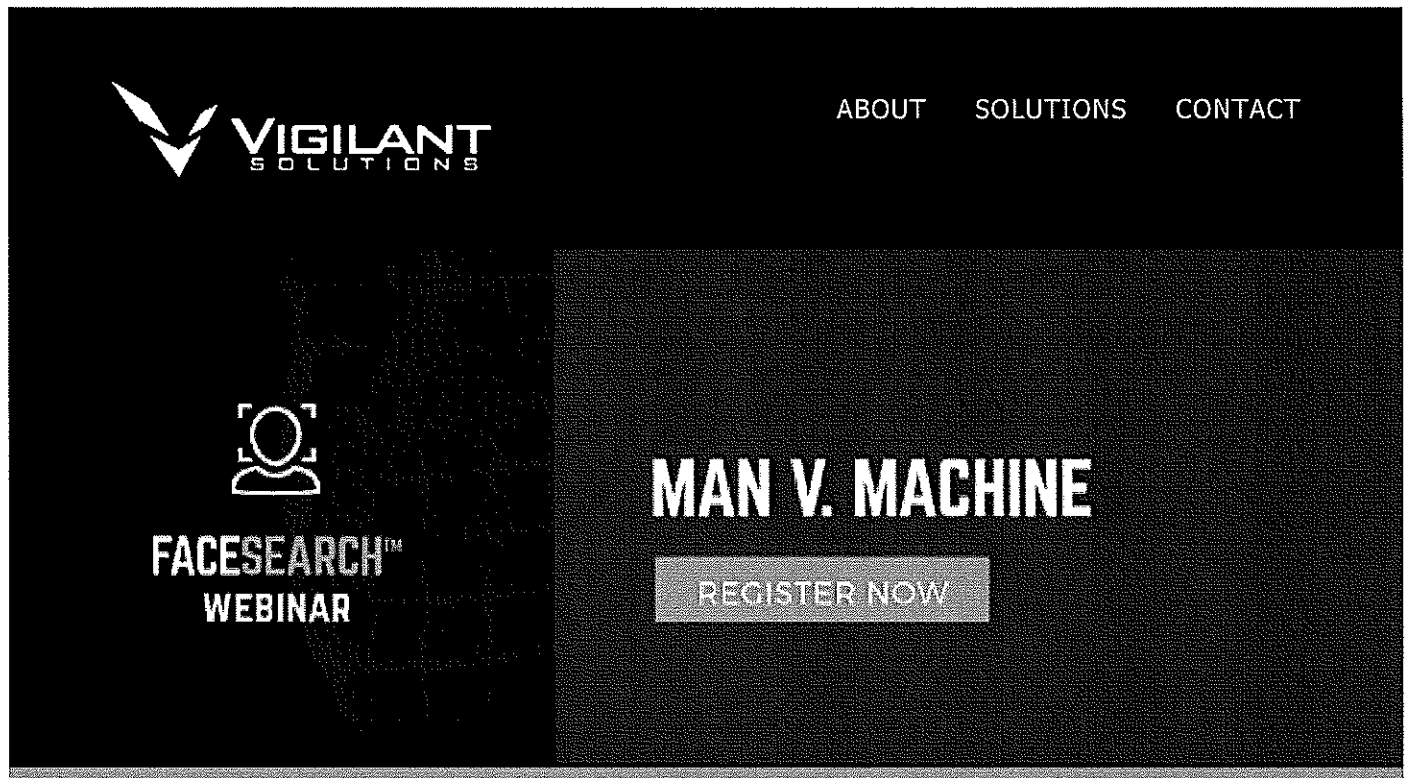 VIGILANT
SOLUTIONS
ABOUT SOLUTIONS CONTACT
FACESEARCH™
WEBINAR
MAN V. MACHINE
REGISTER NOW